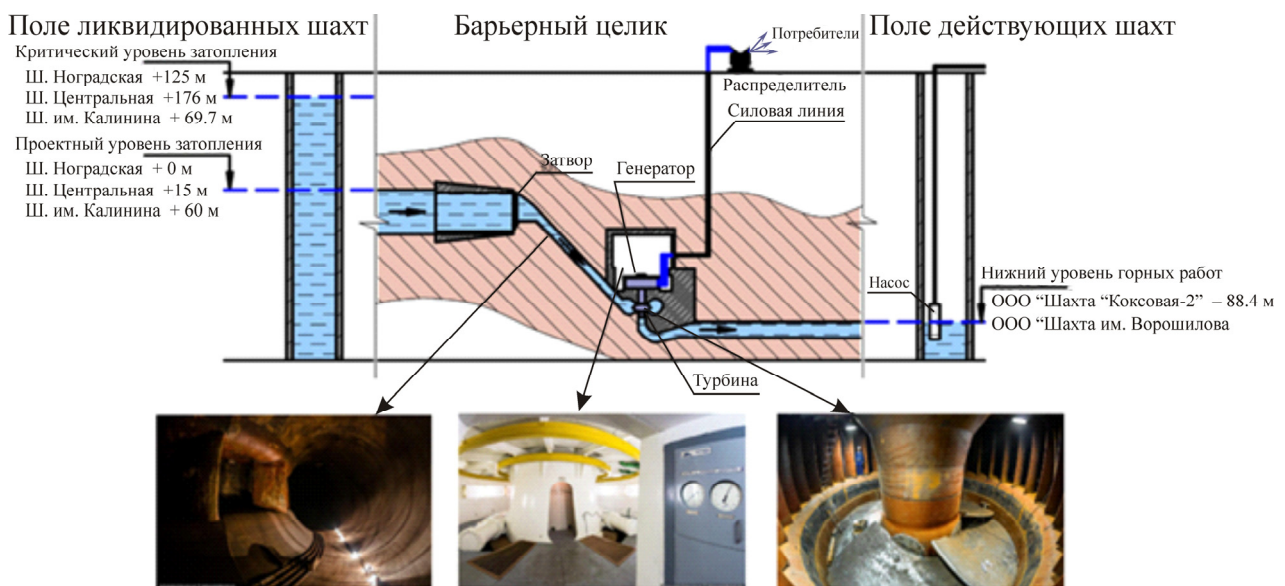 Поле ликвидированных шахт
Критический уровень затопления
Ш. Ноградская +125 м
Ш. Центральная +176 м
Ш. им. Калинина + 69.7 м
Проектный уровень затопления
Ш. Ноградская + 0 м
Ш. Центральная +15 м
Ш. им. Калинина + 60 м
Барьерный целик
Потребители
Распределитель
Силовая линия
Затвор
Генератор
Турбина
Поле действующих шахт
Насос
Нижний уровень горных работ
ООО “Шахта “Коксовая-2” – 88.4 м
ООО “Шахта им. Ворошилова